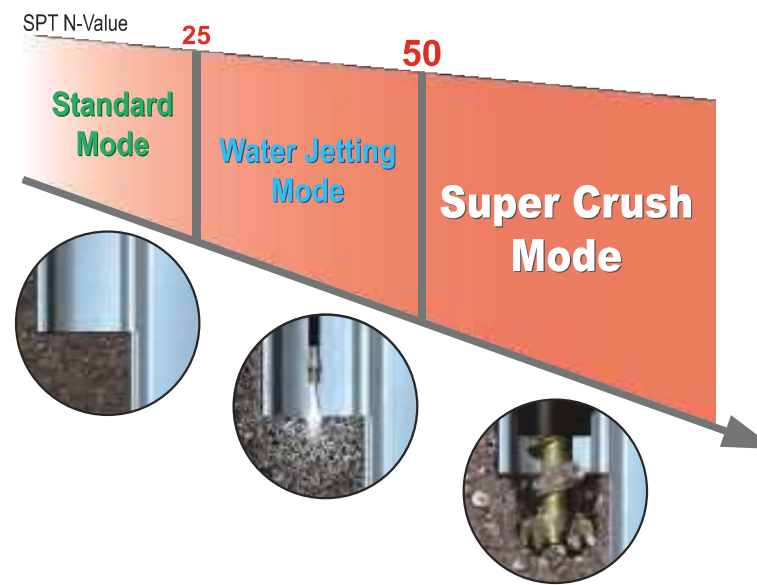 SPT N-Value
25
50
Standard
Mode
Water Jetting
Mode
Super Crush
Mode